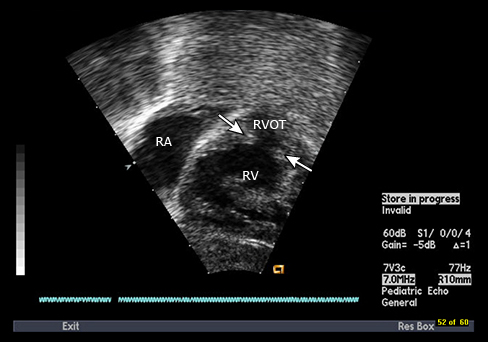 RVOT
RA
RV
Store in progress
Invalid
60dB S1/ 0/0/4
Gain= -5dB Δ=1
7V3c 77Hz
7.0MHz R10mm
Pediatric Echo
General
Exit Res Box 52 of 60